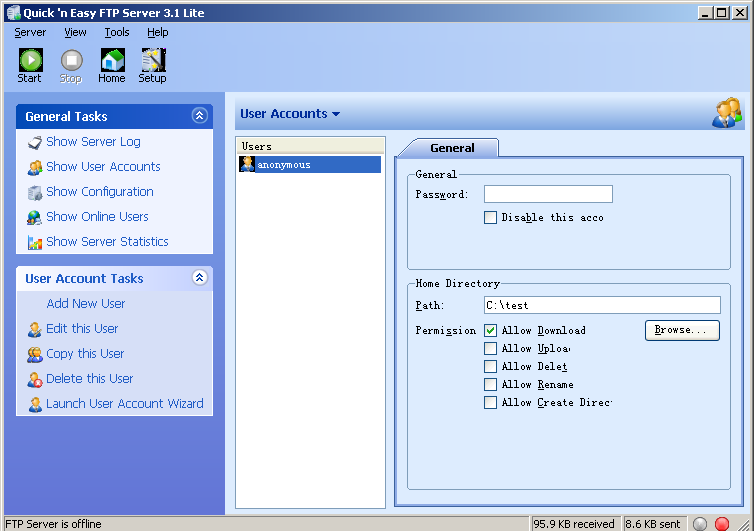 Quick 'n Easy FTP Server 3.1 Lite
Server View Tools Help
Start Stop Home Setup
General Tasks
Show Server Log
Show User Accounts
Show Configuration
Show Online Users
Show Server Statistics
User Account Tasks
Add New User
Edit this User
Copy this User
Delete this User
Launch User Account Wizard
User Accounts
Users
anonymous
General
General
Password:
Disable this acco
Home Directory
Path: C:\test
Permission Allow Download Browse...
Allow Uploa
Allow Delet
Allow Rename
Allow Create Direc
FTP Server is offline 95.9 KB received 8.6 KB sent